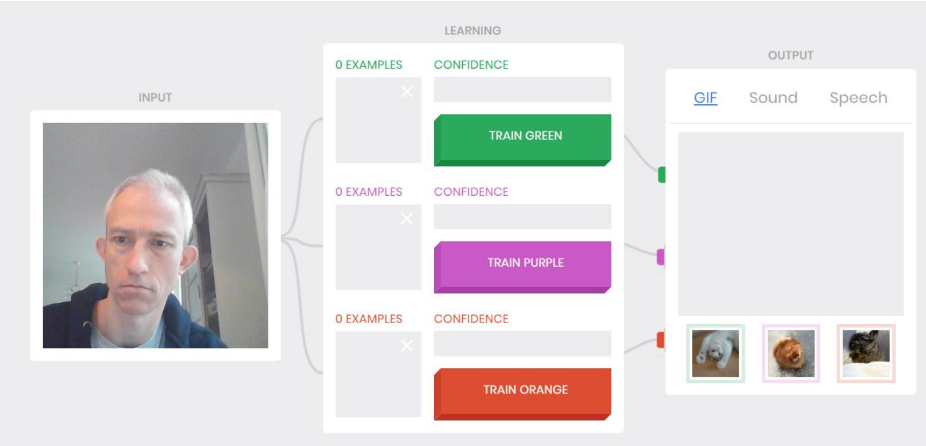 INPUT
LEARNING
0 EXAMPLES
CONFIDENCE
TRAIN GREEN
0 EXAMPLES
CONFIDENCE
TRAIN PURPLE
0 EXAMPLES
CONFIDENCE
TRAIN ORANGE
OUTPUT
GIF Sound Speech